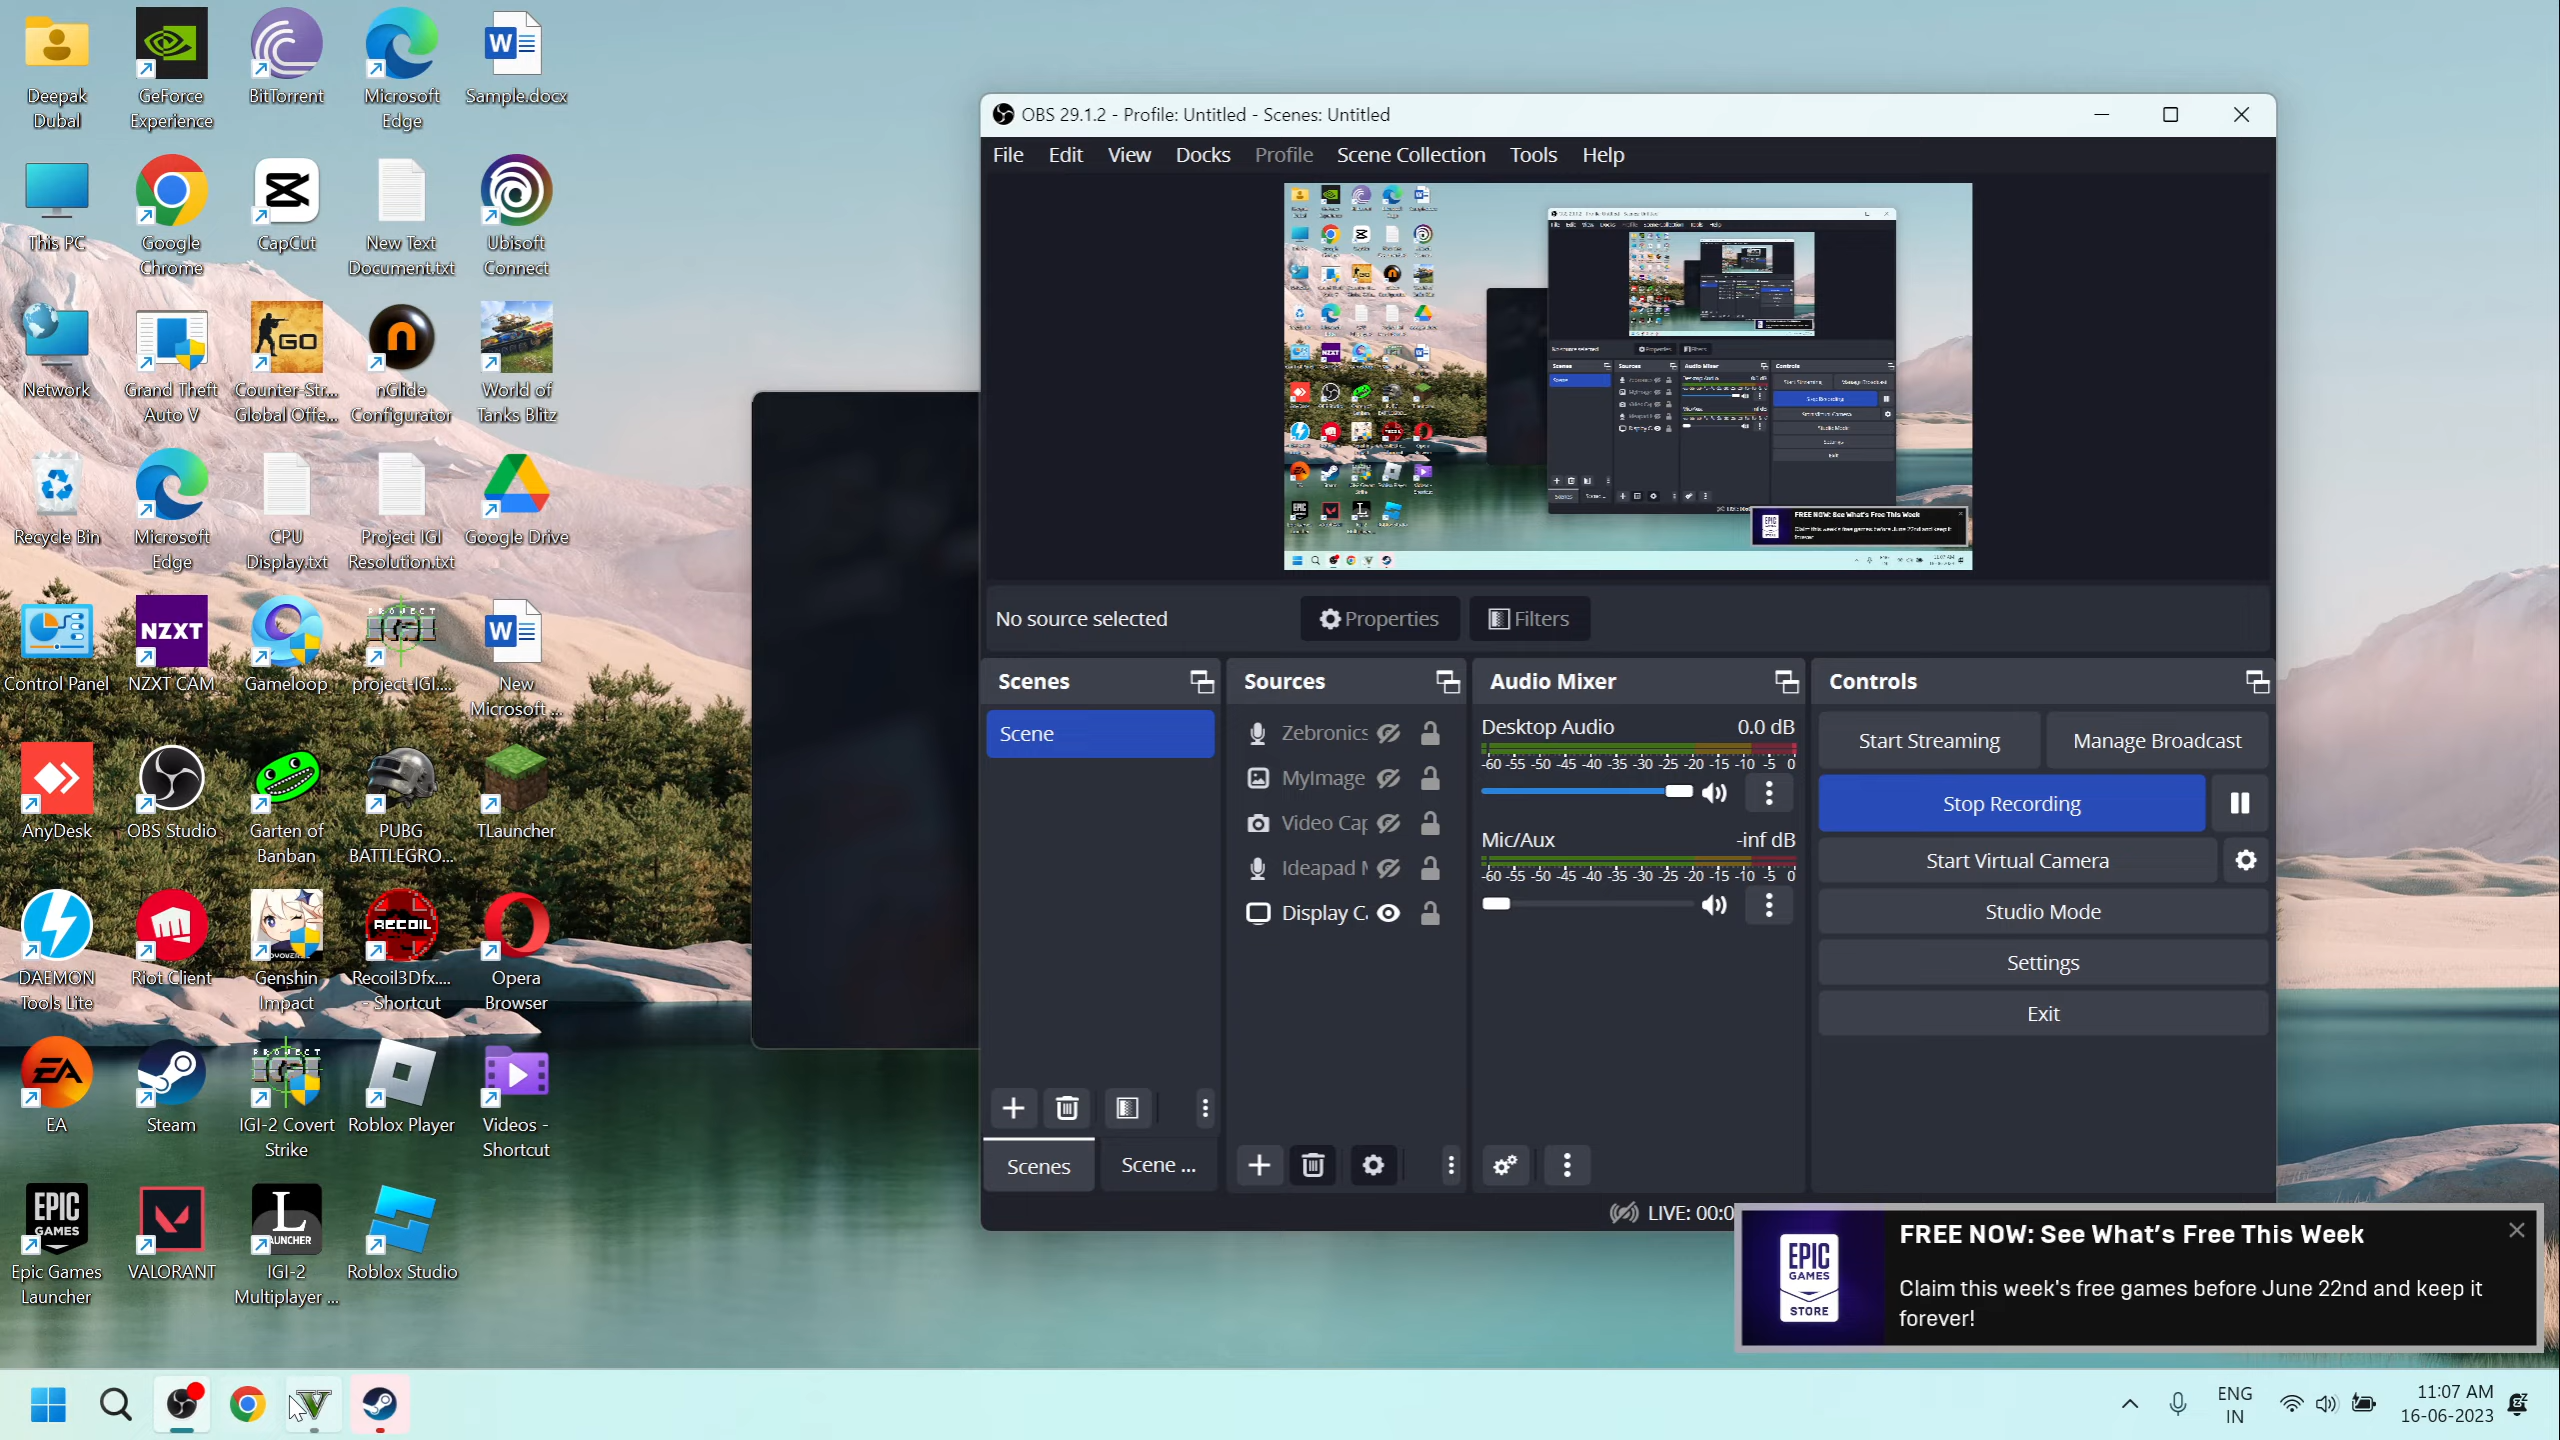 Deepak
Dubal
GeForce
Experience
BitTorrent
Microsoft
Edge
Sample.docx
This PC
Google
Chrome
CapCut
New Text
Document.txt
Ubisoft
Connect
Network
Grand Theft
Auto V
GO
Counter-Str...
Global Offe...
nGlide
Configurator
World of
Tanks Blitz
Recycle Bin
Microsoft
Edge
CPU
Display.txt
Project IGI
Resolution.txt
Google Drive
Control Panel
NZXT
NZXT CAM
Gameloop
PROJECT
project-IGI....
New
Microsoft ...
AnyDesk
OBS Studio
Garten of
Banban
PUBG
BATTLEGRO...
TLauncher
DAEMON
Tools Lite
Riot Client
Genshin
Impact
RECOIL
Recoil3Dfx....
- Shortcut
Opera
Browser
EA
EA
Steam
PROJECT
IGI-2 Covert
Strike
Roblox Player
Videos -
Shortcut
EPIC
GAMES
Epic Games
Launcher
VALORANT
L
AUNCHER
IGI-2
Multiplayer ...
Roblox Studio
OBS 29.1.2 - Profile: Untitled - Scenes: Untitled
File Edit View Docks Profile Scene Collection Tools Help
No source selected
Properties
Filters
Scenes
Scene
Scenes
Scene ...
Sources
Zebronics
MyImage
Video Cap
Ideapad M
Display Ca
Audio Mixer
Desktop Audio 0.0 dB
-60 -55 -50 -45 -40 -35 -30 -25 -20 -15 -10 -5 0
Mic/Aux -inf dB
-60 -55 -50 -45 -40 -35 -30 -25 -20 -15 -10 -5 0
Controls
Start Streaming
Manage Broadcast
Stop Recording
Start Virtual Camera
Studio Mode
Settings
Exit
LIVE: 00:0
EPIC
GAMES
STORE
FREE NOW: See What's Free This Week
Claim this week's free games before June 22nd and keep it
forever!
ENG
IN
11:07 AM
16-06-2023